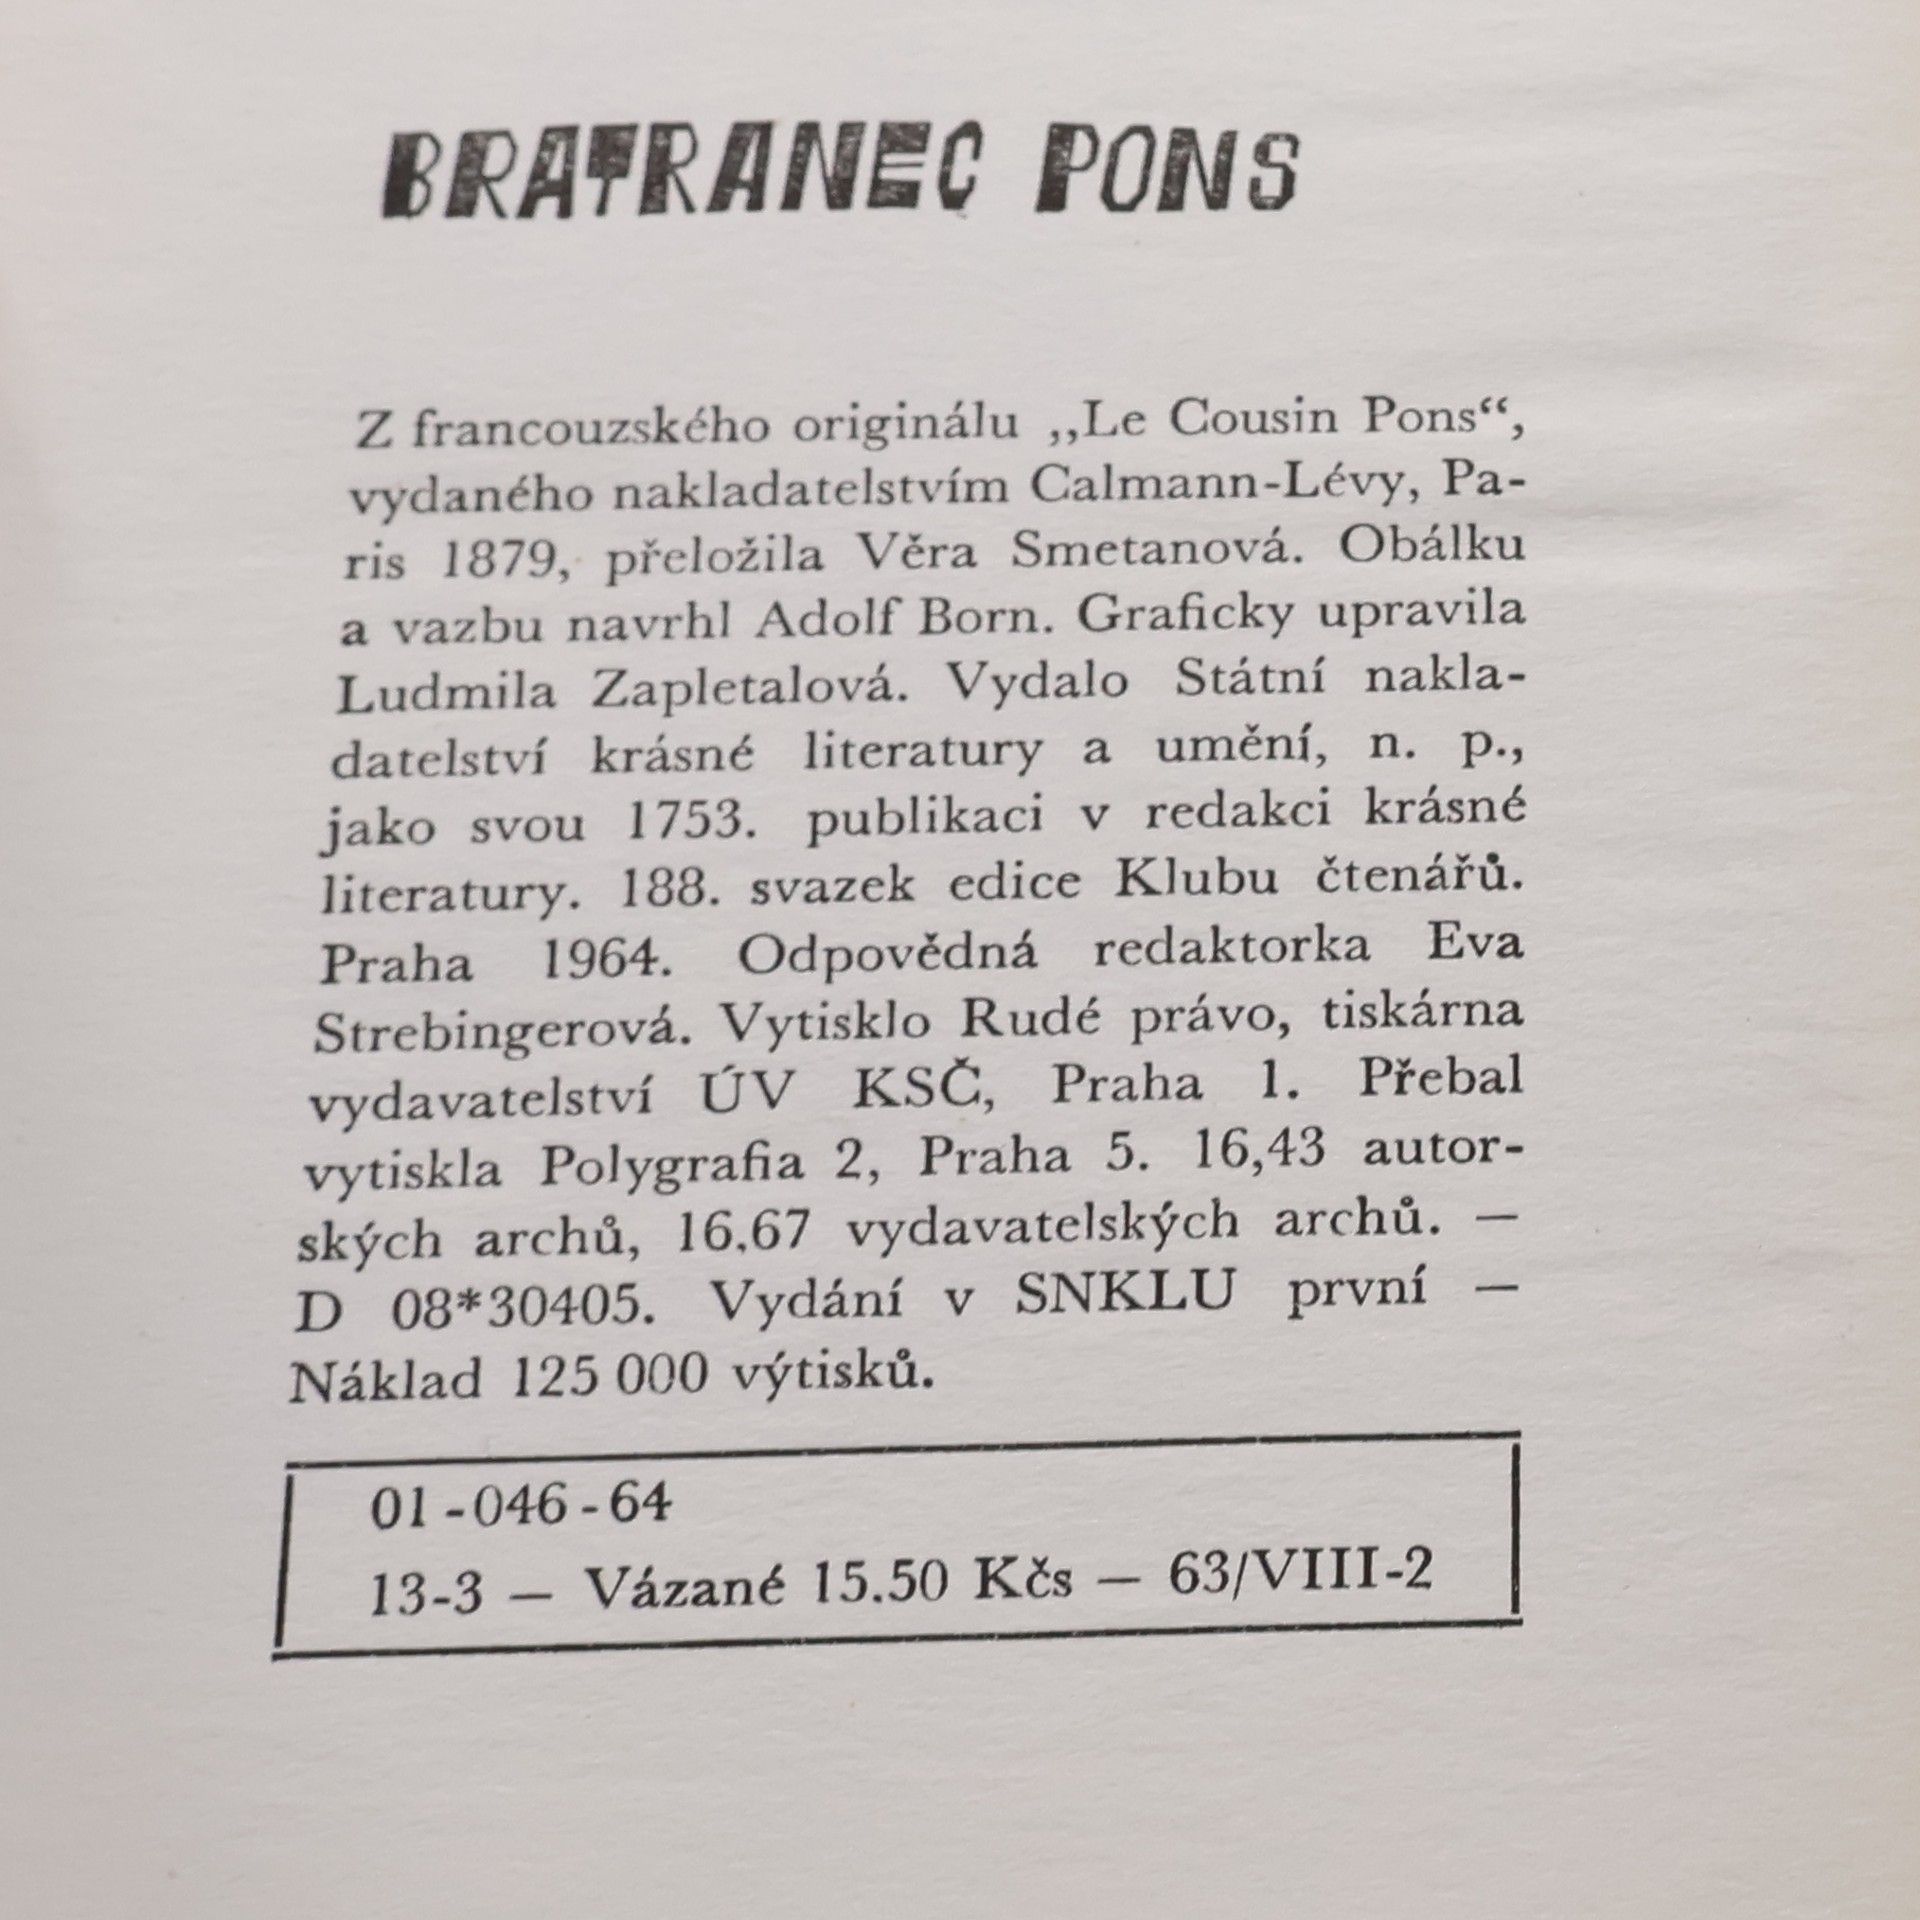 BRATRANEC PONS
Z francouzského originálu ,,Le Cousin Pons“,
vydaného nakladatelstvím Calmann-Lévy, Pa-
ris 1879, přeložila Věra Smetanová. Obálku
a vazbu navrhl Adolf Born. Graficky upravila
Ludmila Zapletalová. Vydalo Státní nakla-
datelství krásné literatury a umění, n. p.,
jako svou 1753. publikaci v redakci krásné
literatury. 188. svazek edice Klubu čtenářů.
Praha 1964. Odpovědná redaktorka Eva
Strebingerová. Vytisklo Rudé právo, tiskárna
vydavatelství ÚV KSČ, Praha 1. Přebal
vytiskla Polygrafia 2, Praha 5. 16,43 autor-
ských archů, 16.67 vydavatelských archů. —
D 08*30405. Vydání v SNKLU první —
Náklad 125 000 výtisků.
01-046-64
13-3 — Vázané 15.50 Kčs — 63/VIII-2